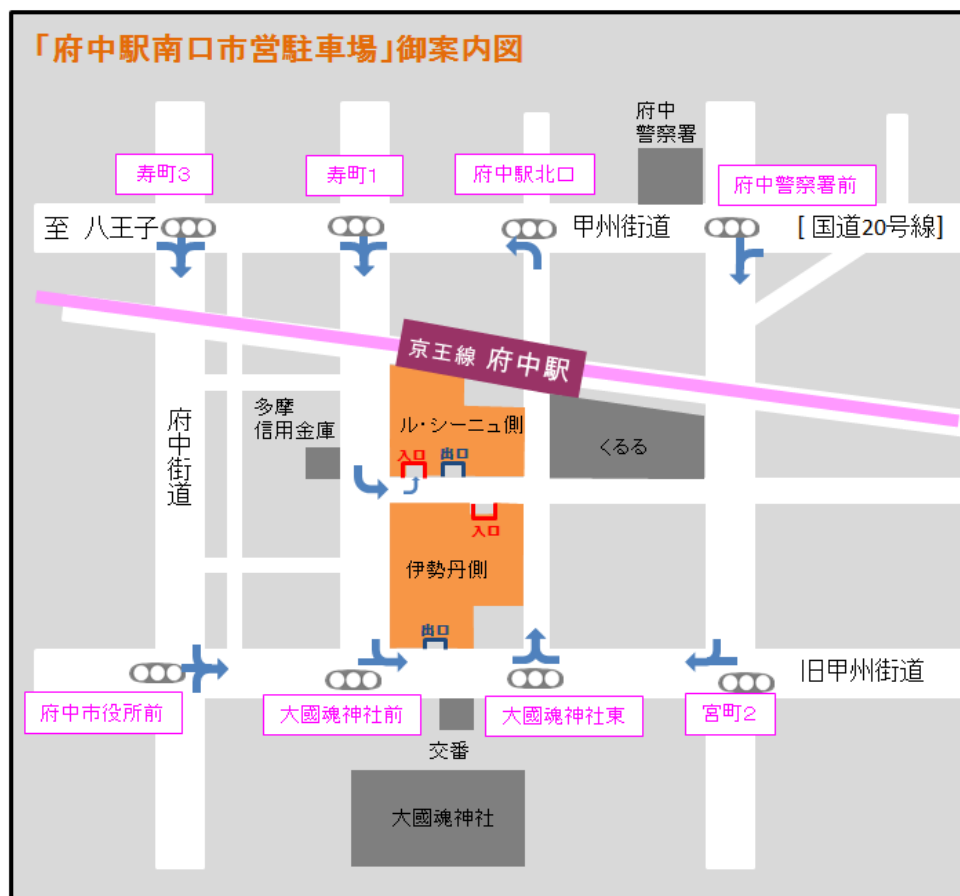 「府中駅南口市営駐車場」御案内図
府中
警察署
寿町3
寿町1
府中駅北口
府中警察署前
至 八王子
甲州街道
[ 国道20号線]
京王線 府中駅
府中街道
多摩
信用金庫
ル・シーニュ側
入口
出口
くるる
入口
伊勢丹側
出口
旧甲州街道
府中市役所前
大國魂神社前
大國魂神社東
宮町2
交番
大國魂神社